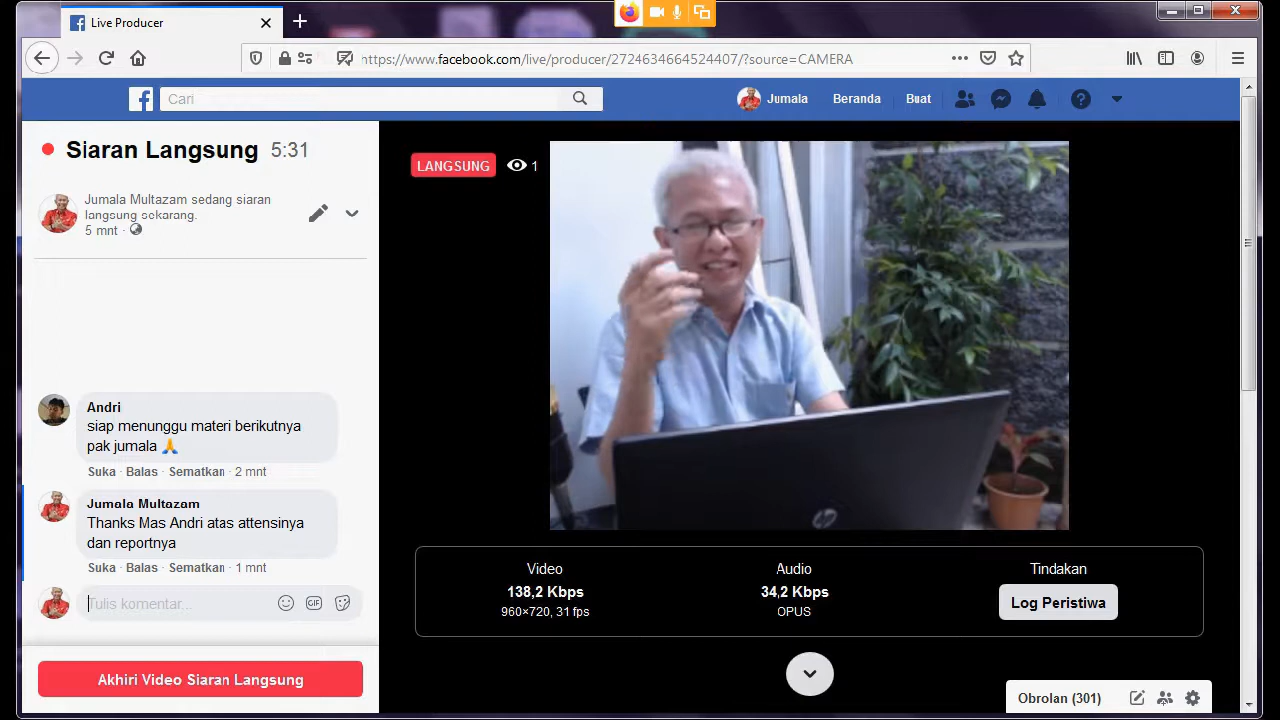 Live Producer
https://www.facebook.com/live/producer/2724634664524407/?source=CAMERA
Cari
Jumala
Beranda
Buat
Siaran Langsung 5:31
Jumala Multazam sedang siaran
langsung sekarang.
5 mnt ·
LANGSUNG
1
Andri
siap menunggu materi berikutnya
pak jumala 🙏
Suka · Balas · Sematkan · 2 mnt
Jumala Multazam
Thanks Mas Andri atas attensinya
dan reportnya
Suka · Balas · Sematkan · 1 mnt
Tulis komentar...
GIF
Akhiri Video Siaran Langsung
hp
Video
138,2 Kbps
960×720, 31 fps
Audio
34,2 Kbps
OPUS
Tindakan
Log Peristiwa
Obrolan (301)